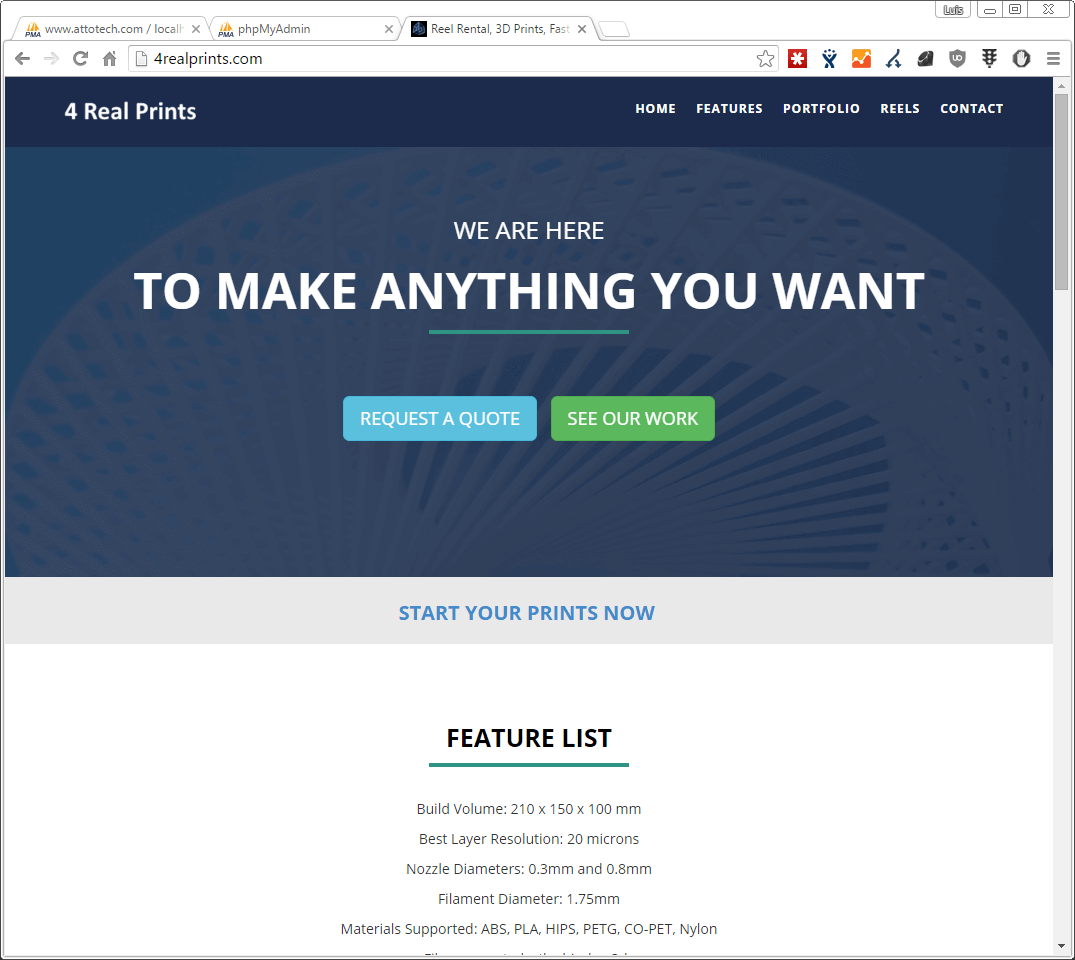 Luis
www.attotech.com / localh
phpMyAdmin
Reel Rental, 3D Prints, Fast
4realprints.com
4 Real Prints
HOME FEATURES PORTFOLIO REELS CONTACT
WE ARE HERE
TO MAKE ANYTHING YOU WANT
REQUEST A QUOTE SEE OUR WORK
START YOUR PRINTS NOW
FEATURE LIST
Build Volume: 210 x 150 x 100 mm
Best Layer Resolution: 20 microns
Nozzle Diameters: 0.3mm and 0.8mm
Filament Diameter: 1.75mm
Materials Supported: ABS, PLA, HIPS, PETG, CO-PET, Nylon